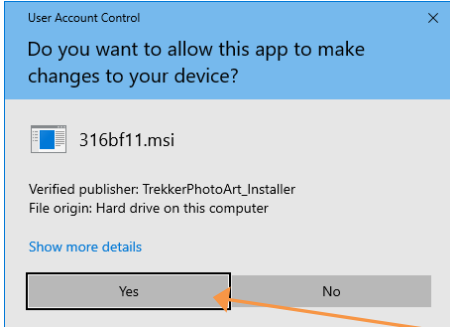 User Account Control
Do you want to allow this app to make
changes to your device?
316bf11.msi
Verified publisher: TrekkerPhotoArt_Installer
File origin: Hard drive on this computer
Show more details
Yes
No